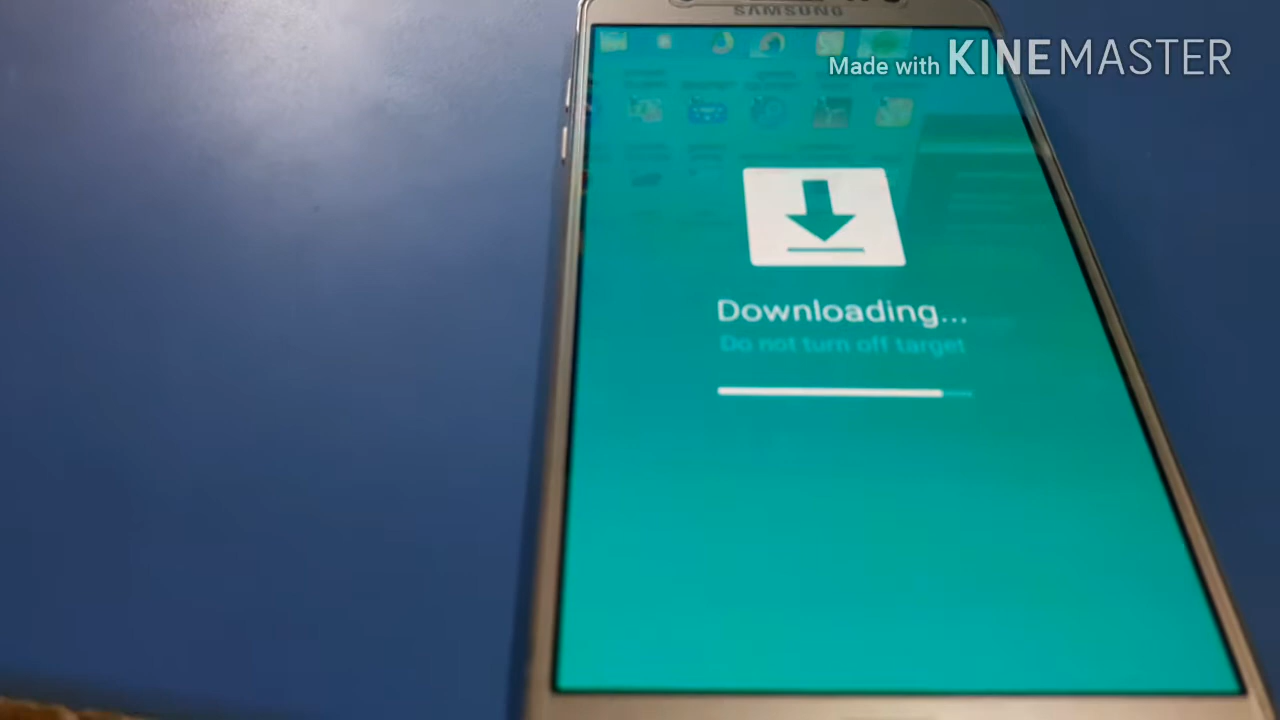 SAMSUNG
Made with KINEMASTER
Downloading...
Do not turn off target